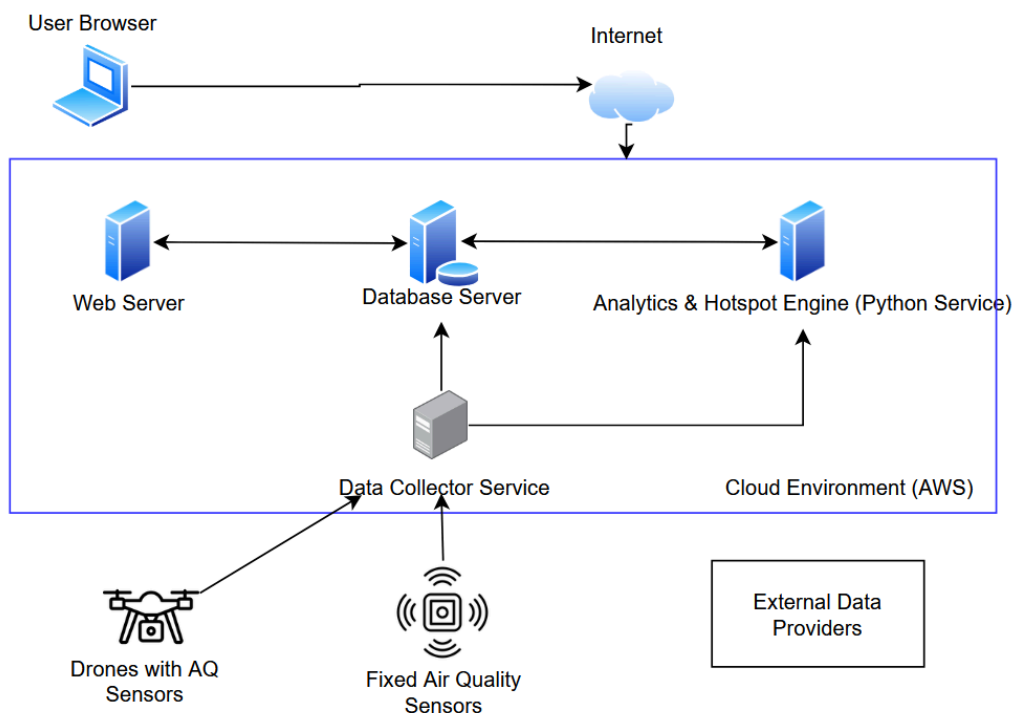 User Browser
Internet
Web Server
Database Server
Analytics & Hotspot Engine (Python Service)
Data Collector Service
Cloud Environment (AWS)
Drones with AQ
Sensors
Fixed Air Quality
Sensors
External Data
Providers